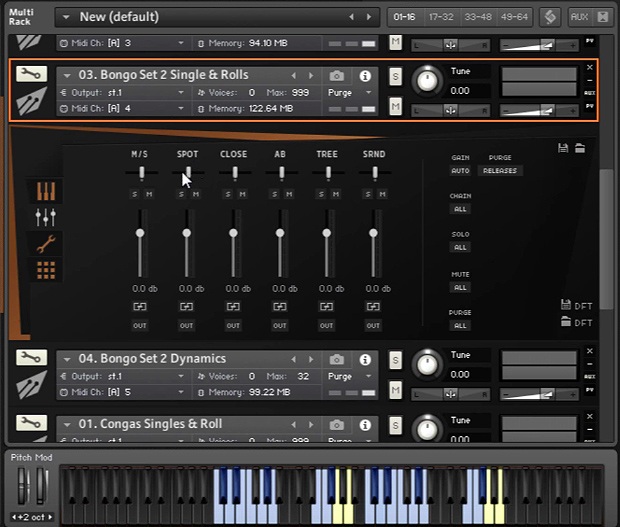 Multi Rack
New (default)
01-16 17-32 33-48 49-64 AUX
Midi Ch: [A] 3 Memory: 94.10 MB M L R PV
03. Bongo Set 2 Single & Rolls i S Tune ×
Output: st.1 Voices: 0 Max: 999 Purge 0.00 AUX
Midi Ch: [A] 4 Memory: 122.64 MB M L R PV
M/S SPOT CLOSE AB TREE SRND GAIN PURGE
AUTO RELEASES
S M S M S M S M S M S M
CHAIN
ALL
SOLO
ALL
MUTE
ALL
0.0 db 0.0 db 0.0 db 0.0 db 0.0 db 0.0 db
DFT
PURGE
OUT OUT OUT OUT OUT OUT ALL DFT
04. Bongo Set 2 Dynamics i S Tune ×
Output: st.1 Voices: 0 Max: 32 Purge 0.00 AUX
Midi Ch: [A] 5 Memory: 99.22 MB M L R PV
01. Congas Singles & Roll i S Tune ×
Output: st.1 Voices: 0 Max: 999 Purge 0.00
Pitch Mod
+2 oct